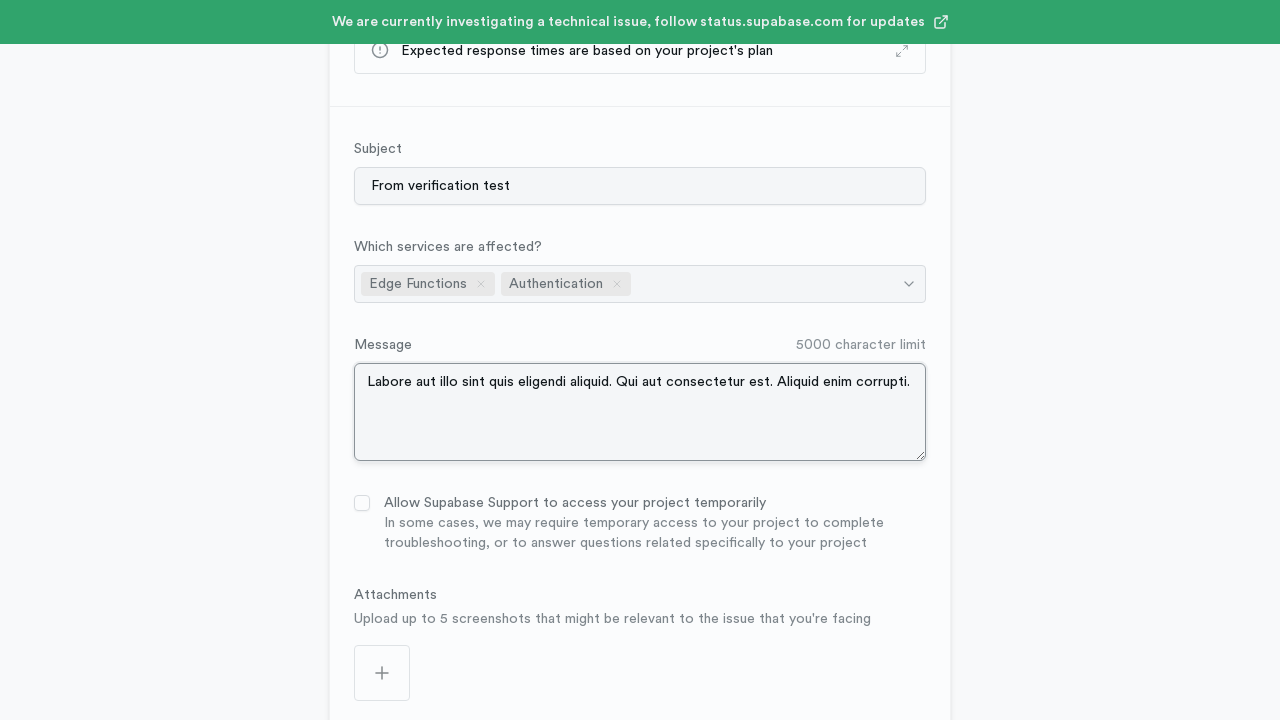 We are currently investigating a technical issue, follow status.supabase.com for updates
Expected response times are based on your project's plan
Subject
From verification test
Which services are affected?
Edge Functions
Authentication
Message
5000 character limit
Labore aut illo sint quis eligendi aliquid. Qui aut consectetur est. Aliquid enim corrupti.
Allow Supabase Support to access your project temporarily
In some cases, we may require temporary access to your project to complete
troubleshooting, or to answer questions related specifically to your project
Attachments
Upload up to 5 screenshots that might be relevant to the issue that you're facing